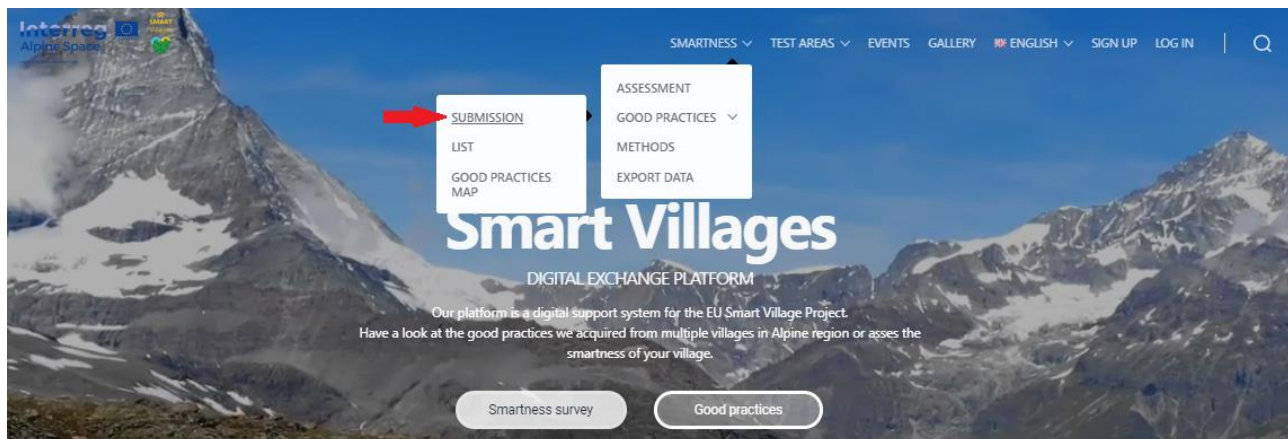 Interreg
Alpine Space
SMART
SMARTNESS TEST AREAS EVENTS GALLERY ENGLISH SIGN UP LOG IN
ASSESSMENT
SUBMISSION
GOOD PRACTICES
LIST
METHODS
GOOD PRACTICES
MAP
EXPORT DATA
Smart Villages
DIGITAL EXCHANGE PLATFORM
Our platform is a digital support system for the EU Smart Village Project.
Have a look at the good practices we acquired from multiple villages in Alpine region or asses the
smartness of your village.
Smartness survey
Good practices